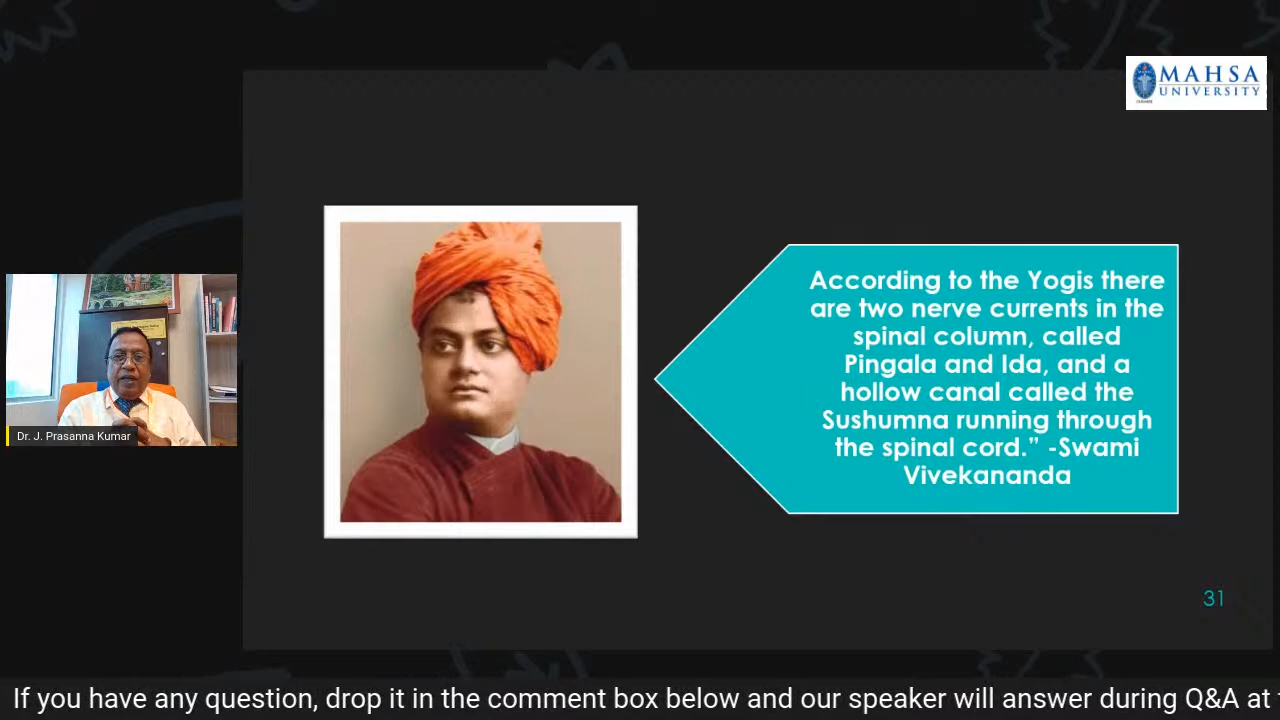 MAHSA
UNIVERSITY
According to the Yogis there
are two nerve currents in the
spinal column, called
Pingala and Ida, and a
hollow canal called the
Sushumna running through
the spinal cord.” -Swami
Vivekananda
Dr. J. Prasanna Kumar
31
If you have any question, drop it in the comment box below and our speaker will answer during Q&A at